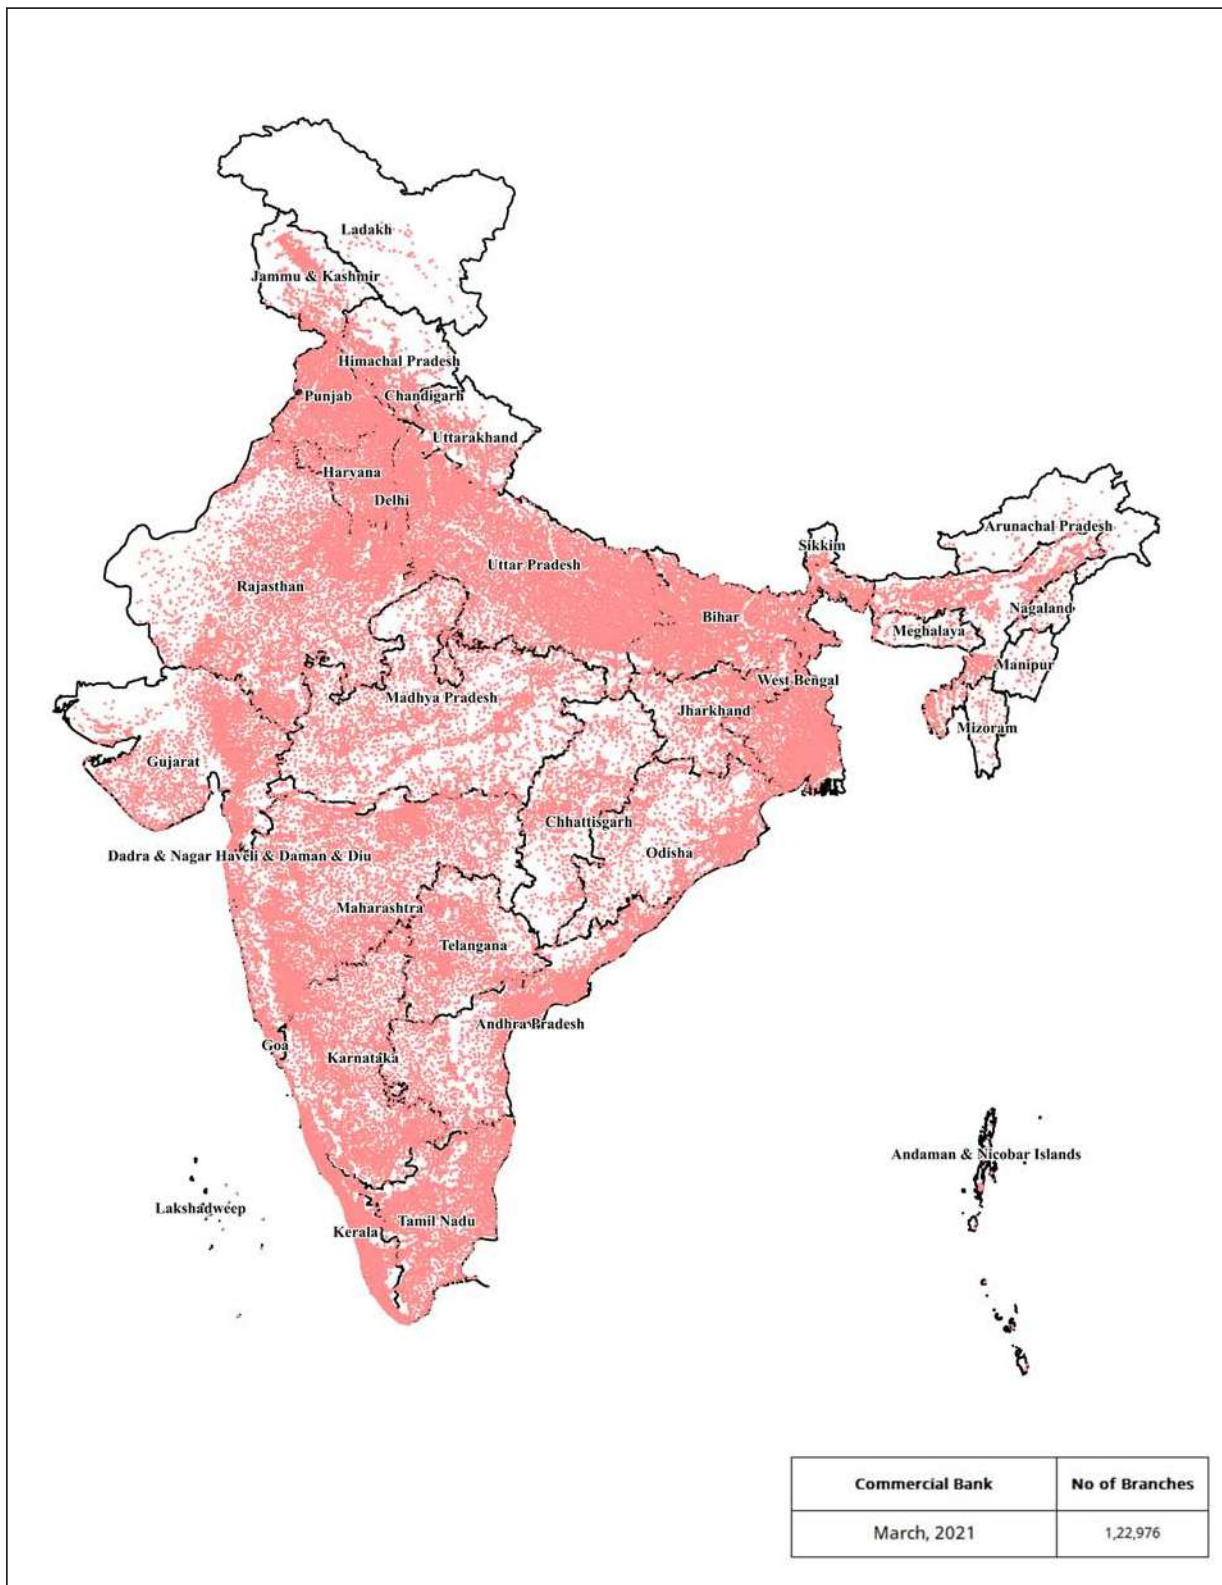 Ladakh
Jammu & Kashmir
Himachal Pradesh
Punjab
Chandigarh
Uttarakhand
Haryana
Delhi
Arunachal Pradesh
Sikkim
Uttar Pradesh
Rajasthan
Nagaland
Bihar
Meghalaya
Manipur
West Bengal
Madhya Pradesh
Jharkhand
Mizoram
Gujarat
Chhattisgarh
Odisha
Dadra & Nagar Haveli & Daman & Diu
Maharashtra
Telangana
Andhra Pradesh
Goa
Karnataka
Andaman & Nicobar Islands
Lakshadweep
Tamil Nadu
Kerala
Commercial Bank No of Branches
March, 2021 1,22,976